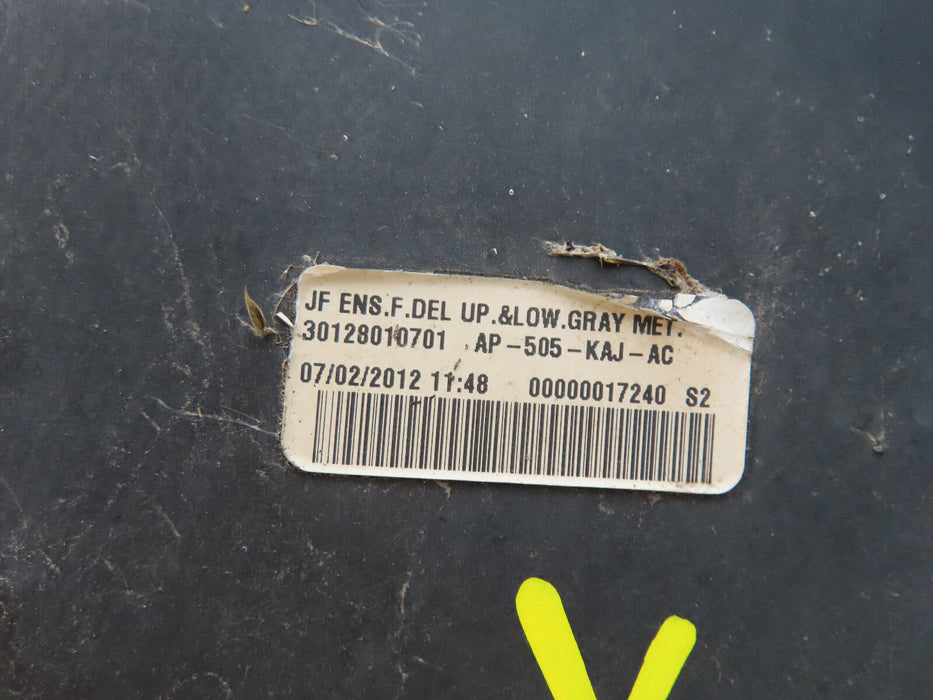 JF ENS.F.DEL UP.&LOW.GRAY MET.
30128010701 AP-505-KAJ-AC
07/02/2012 11:48 00000017240 S2